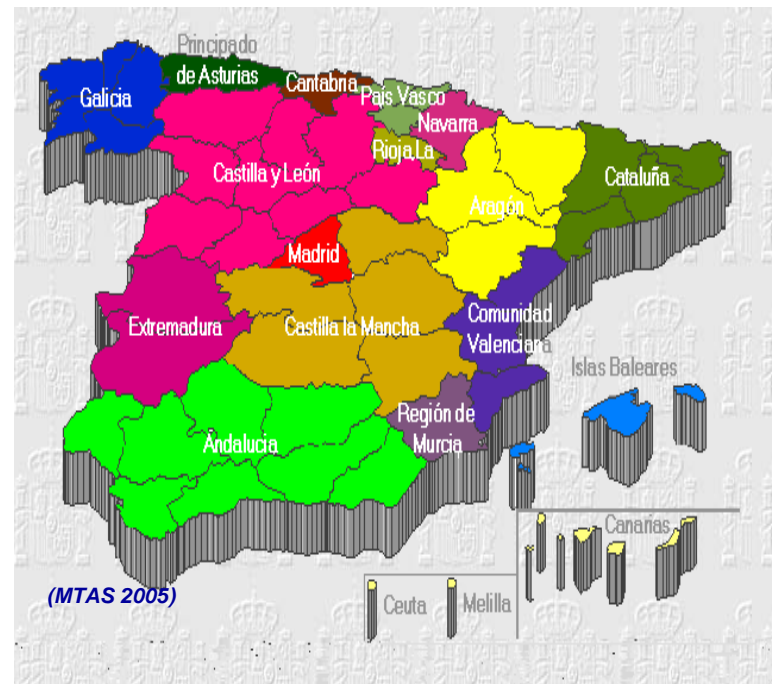 Principado
de Asturias
Galicia
Cantabria
País Vasco
Navarra
Rioja,La
Castilla y León
Cataluña
Aragón
Madrid
Extremadura
Castilla la Mancha
Comunidad
Valenciana
Islas Baleares
Región de
Murcia
Andalucia
Canarias
(MTAS 2005)
Ceuta
Melilla